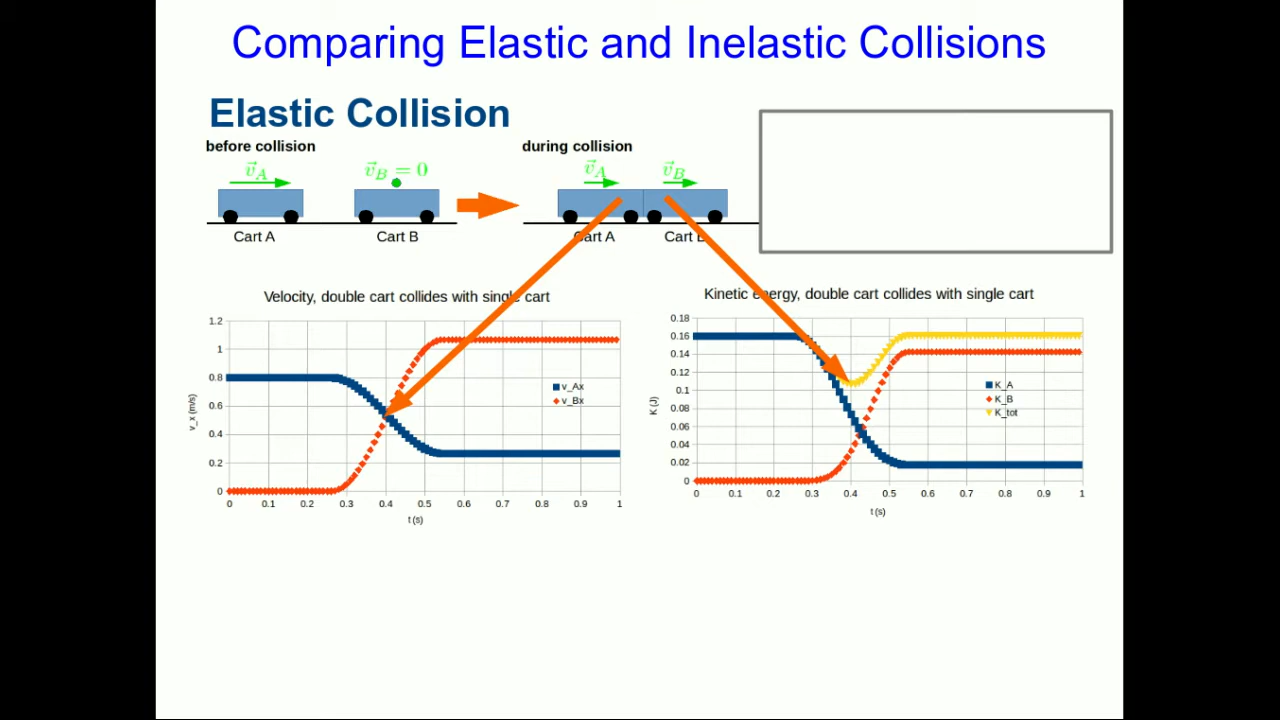 Comparing Elastic and Inelastic Collisions
Elastic Collision
before collision
during collision
v⃗_A
v⃗_B = 0
v⃗_A
v⃗_B
Cart A
Cart B
Cart A
Cart B
Velocity, double cart collides with single cart
1.2
1
0.8
0.6
0.4
0.2
0
v_x (m/s)
0 0.1 0.2 0.3 0.4 0.5 0.6 0.7 0.8 0.9 1
t (s)
v_Ax
v_Bx
Kinetic energy, double cart collides with single cart
0.18
0.16
0.14
0.12
0.1
0.08
0.06
0.04
0.02
0
K (J)
0 0.1 0.2 0.3 0.4 0.5 0.6 0.7 0.8 0.9 1
t (s)
K_A
K_B
K_tot